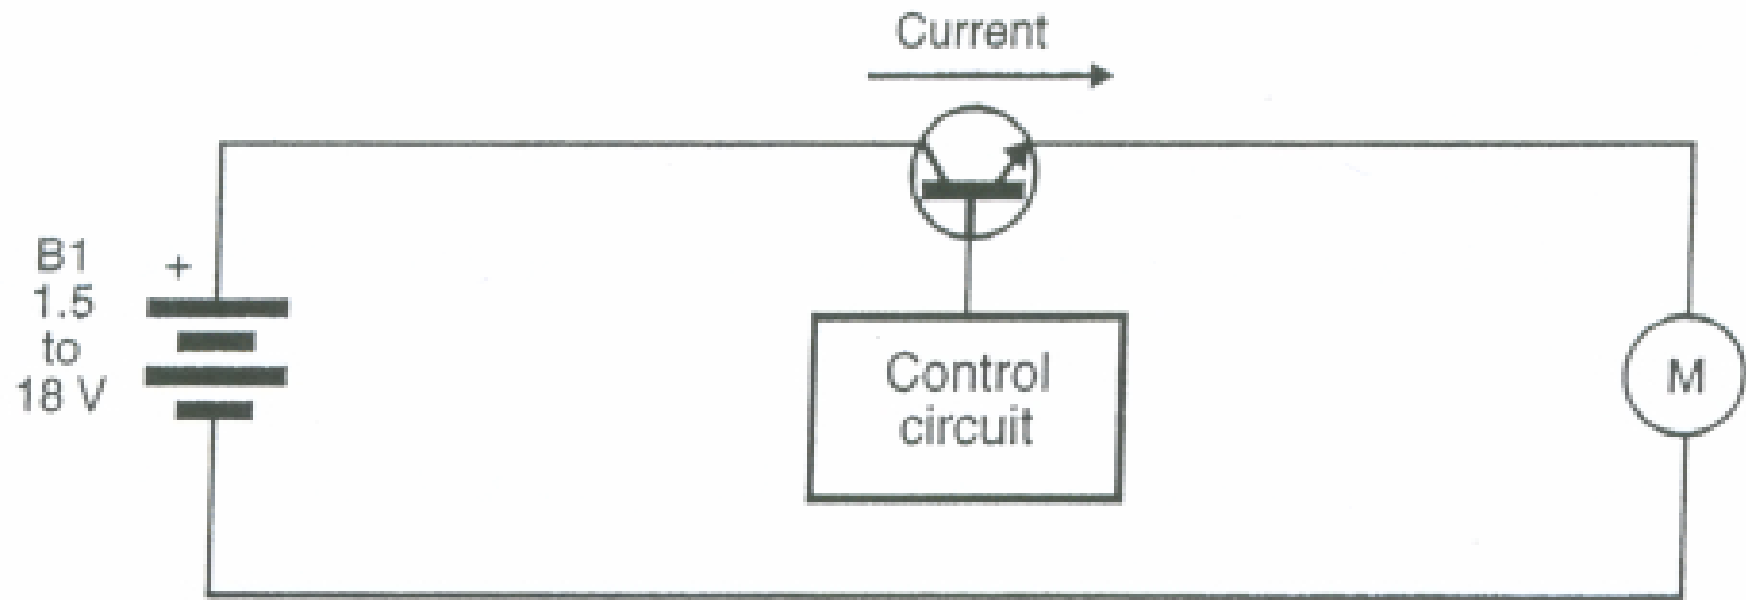 Current
B1
+
1.5
to
18 V
Control
circuit
M